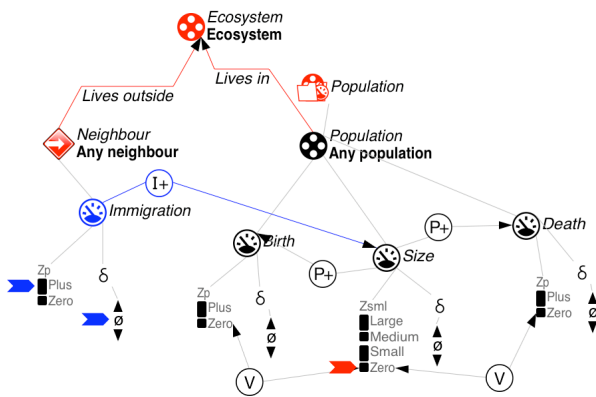 Ecosystem
Ecosystem
Lives outside
Lives in
Population
Neighbour
Any neighbour
Population
Any population
I+
Immigration
P+
Death
Birth
Size
P+
Zp
δ
Plus
Zero
ø
Zp
δ
Plus
Zero
ø
Zsml
δ
Large
Medium
Small
Zero
ø
Zp
δ
Plus
Zero
ø
V
V